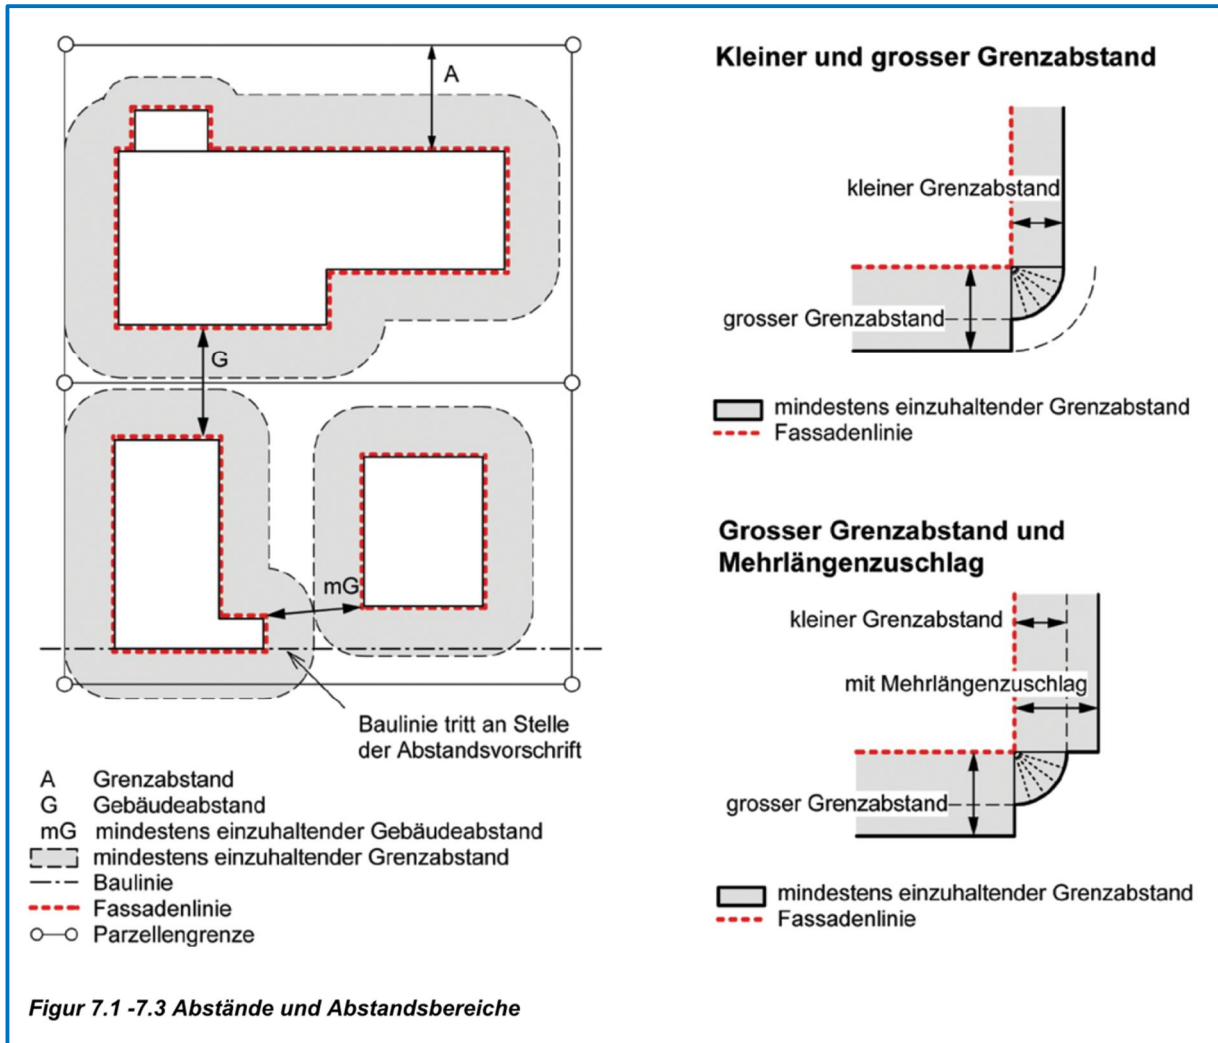 A
G
mG
Baulinie tritt an Stelle
der Abstandsvorschrift
A Grenzabstand
G Gebäudeabstand
mG mindestens einzuhaltender Gebäudeabstand
mindestens einzuhaltender Grenzabstand
Baulinie
Fassadenlinie
Parzellengrenze
Kleiner und grosser Grenzabstand
kleiner Grenzabstand
grosser Grenzabstand
mindestens einzuhaltender Grenzabstand
Fassadenlinie
Grosser Grenzabstand und
Mehrlängenzuschlag
kleiner Grenzabstand
mit Mehrlängenzuschlag
grosser Grenzabstand
mindestens einzuhaltender Grenzabstand
Fassadenlinie
Figur 7.1 -7.3 Abstände und Abstandsbereiche